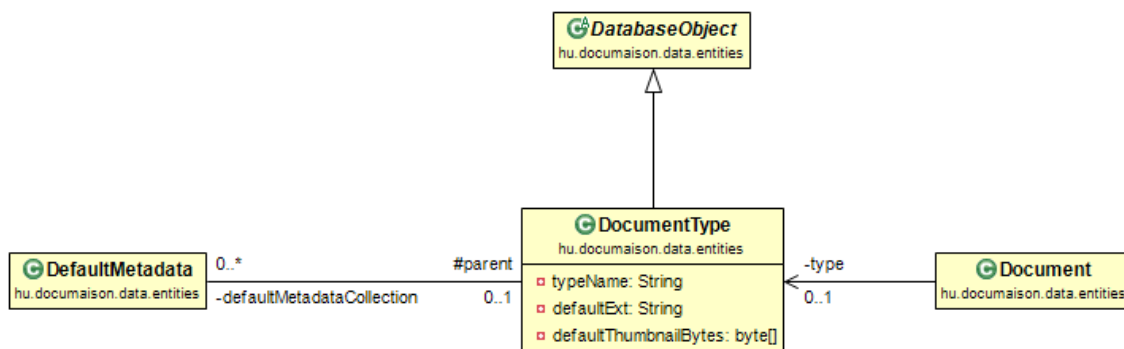 DatabaseObject
hu.documaison.data.entities
DocumentType
hu.documaison.data.entities
typeName: String
defaultExt: String
defaultThumbnailBytes: byte[]
DefaultMetadata
hu.documaison.data.entities
0..*
-defaultMetadataCollection
#parent
0..1
-type
0..1
Document
hu.documaison.data.entities